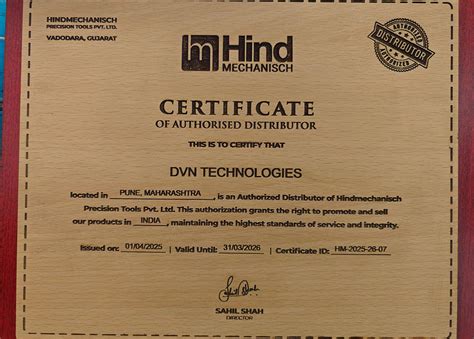 HINDMECHANISCH
PRECISION TOOLS PVT. LTD.
VADODARA, GUJARAT
Hind
MECHANISCH
AUTHORIZED
DISTRIBUTOR
AUTHORIZED
CERTIFICATE
OF AUTHORISED DISTRIBUTOR
THIS IS TO CERTIFY THAT
DVN TECHNOLOGIES
located in PUNE, MAHARASHTRA, is an Authorized Distributor of Hindmechanisch
Precision Tools Pvt. Ltd. This authorization grants the right to promote and sell
our products in INDIA, maintaining the highest standards of service and integrity.
Issued on: 01/04/2025 | Valid Until: 31/03/2026 | Certificate ID: HM-2025-26-07
SAHIL SHAH
DIRECTOR